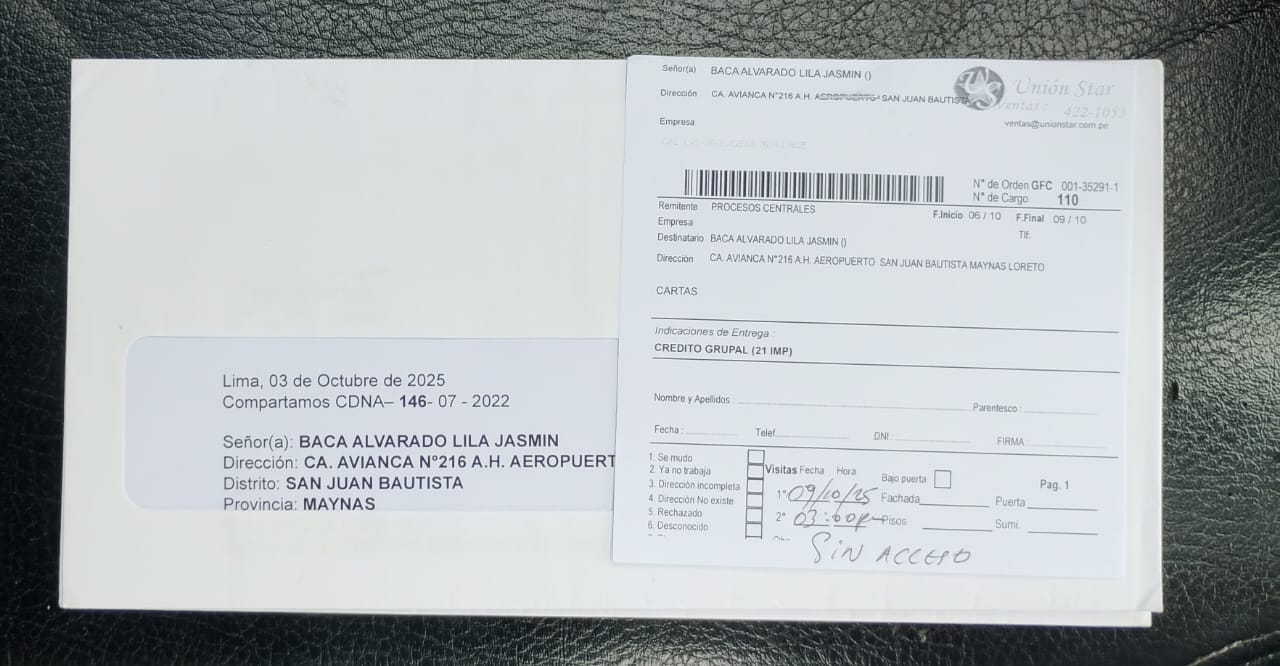 Lima, 03 de Octubre de 2025
Compartamos CDNA– 146- 07 - 2022
Señor(a): BACA ALVARADO LILA JASMIN
Dirección: CA. AVIANCA N°216 A.H. AEROPUERT
Distrito: SAN JUAN BAUTISTA
Provincia: MAYNAS
Señor(a) BACA ALVARADO LILA JASMIN ()
Dirección CA. AVIANCA N°216 A.H. AEROPUERTO SAN JUAN BAUTISTA
Empresa
Unión Star
ventas : 422-1053
ventas@unionstar.com.pe
N° de Orden GFC 001-35291-1
N° de Cargo 110
Remitente PROCESOS CENTRALES
F.Inicio 06 / 10 F.Final 09 / 10
Empresa
Tlf:
Destinatario BACA ALVARADO LILA JASMIN ()
Dirección CA. AVIANCA N°216 A.H. AEROPUERTO SAN JUAN BAUTISTA MAYNAS LORETO
CARTAS
Indicaciones de Entrega :
CREDITO GRUPAL (21 IMP)
Nombre y Apellidos : Parentesco :
Fecha : Telef. DNI : FIRMA :
1. Se mudo
2. Ya no trabaja
3. Dirección incompleta
4. Dirección No existe
5. Rechazado
6. Desconocido
Visitas Fecha Hora Bajo puerta Pag. 1
1° 09/10/25 Fachada Puerta
2° 03:00p Pisos Sumi.
SIN ACCESO